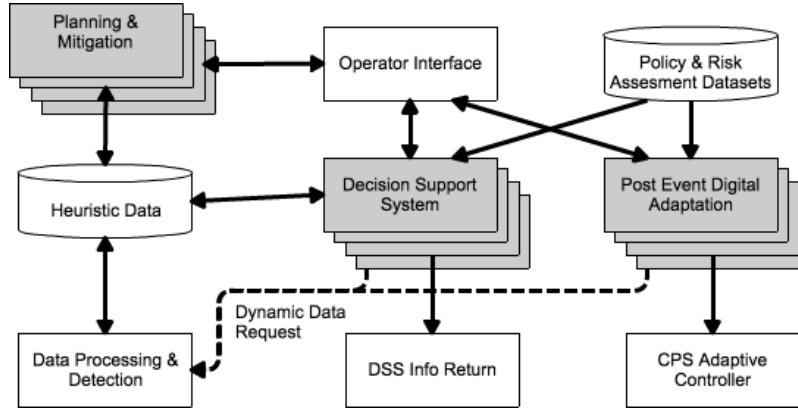 Planning &
Mitigation
Operator Interface
Policy & Risk
Assesment Datasets
Heuristic Data
Decision Support
System
Post Event Digital
Adaptation
Dynamic Data
Request
Data Processing &
Detection
DSS Info Return
CPS Adaptive
Controller